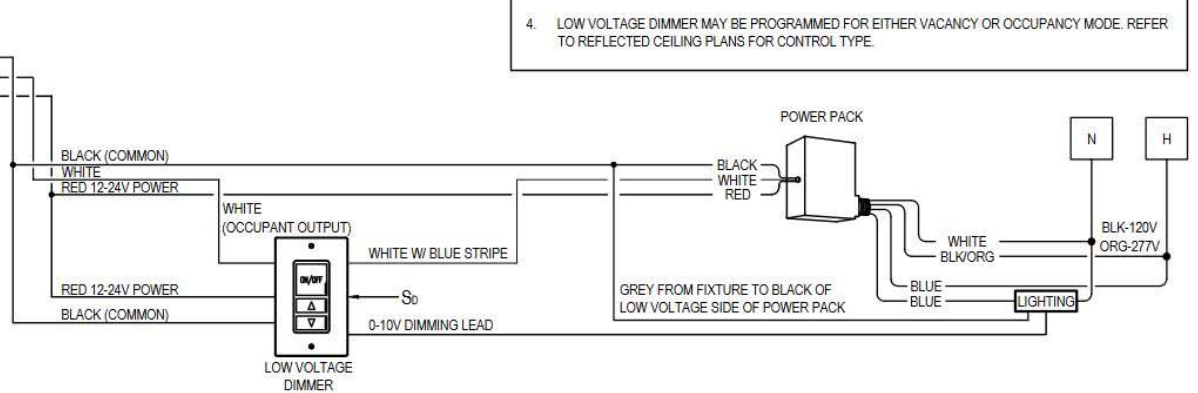 4. LOW VOLTAGE DIMMER MAY BE PROGRAMMED FOR EITHER VACANCY OR OCCUPANCY MODE. REFER
TO REFLECTED CEILING PLANS FOR CONTROL TYPE.
POWER PACK
N
H
BLACK (COMMON)
WHITE
RED 12-24V POWER
BLACK
WHITE
RED
WHITE
(OCCUPANT OUTPUT)
WHITE W/ BLUE STRIPE
BLK-120V
ORG-277V
WHITE
BLK/ORG
ON/OFF
RED 12-24V POWER
SD
BLUE
BLUE
LIGHTING
GREY FROM FIXTURE TO BLACK OF
LOW VOLTAGE SIDE OF POWER PACK
BLACK (COMMON)
0-10V DIMMING LEAD
LOW VOLTAGE
DIMMER